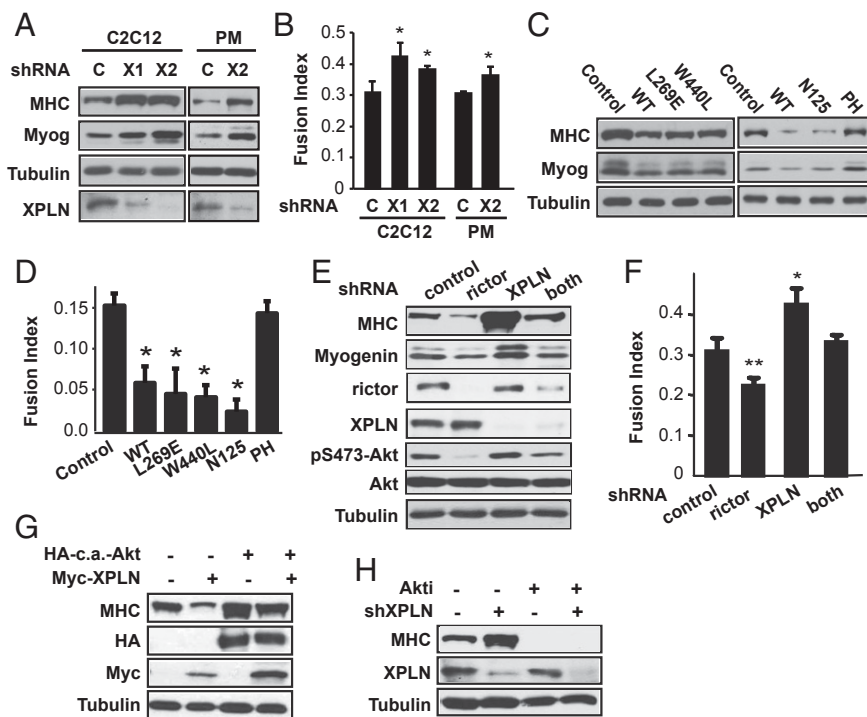 A
C2C12 PM
shRNA C X1 X2 C X2
MHC
Myog
Tubulin
XPLN
B
Fusion Index
0.5
0.4
0.3
0.2
0.1
0
* * *
shRNA C X1 X2 C X2
C2C12 PM
C
Control WT L269E W440L Control WT N125 PH
MHC
Myog
Tubulin
D
Fusion Index
0.15
0.10
0.05
0.0
* * * *
Control WT L269E W440L N125 PH
E
shRNA control rictor XPLN both
MHC
Myogenin
rictor
XPLN
pS473-Akt
Akt
Tubulin
F
Fusion Index
0.4
0.3
0.2
0.1
0
** *
shRNA control rictor XPLN both
G
HA-c.a.-Akt - - + +
Myc-XPLN - + - +
MHC
HA
Myc
Tubulin
H
Akti - - + +
shXPLN - + - +
MHC
XPLN
Tubulin